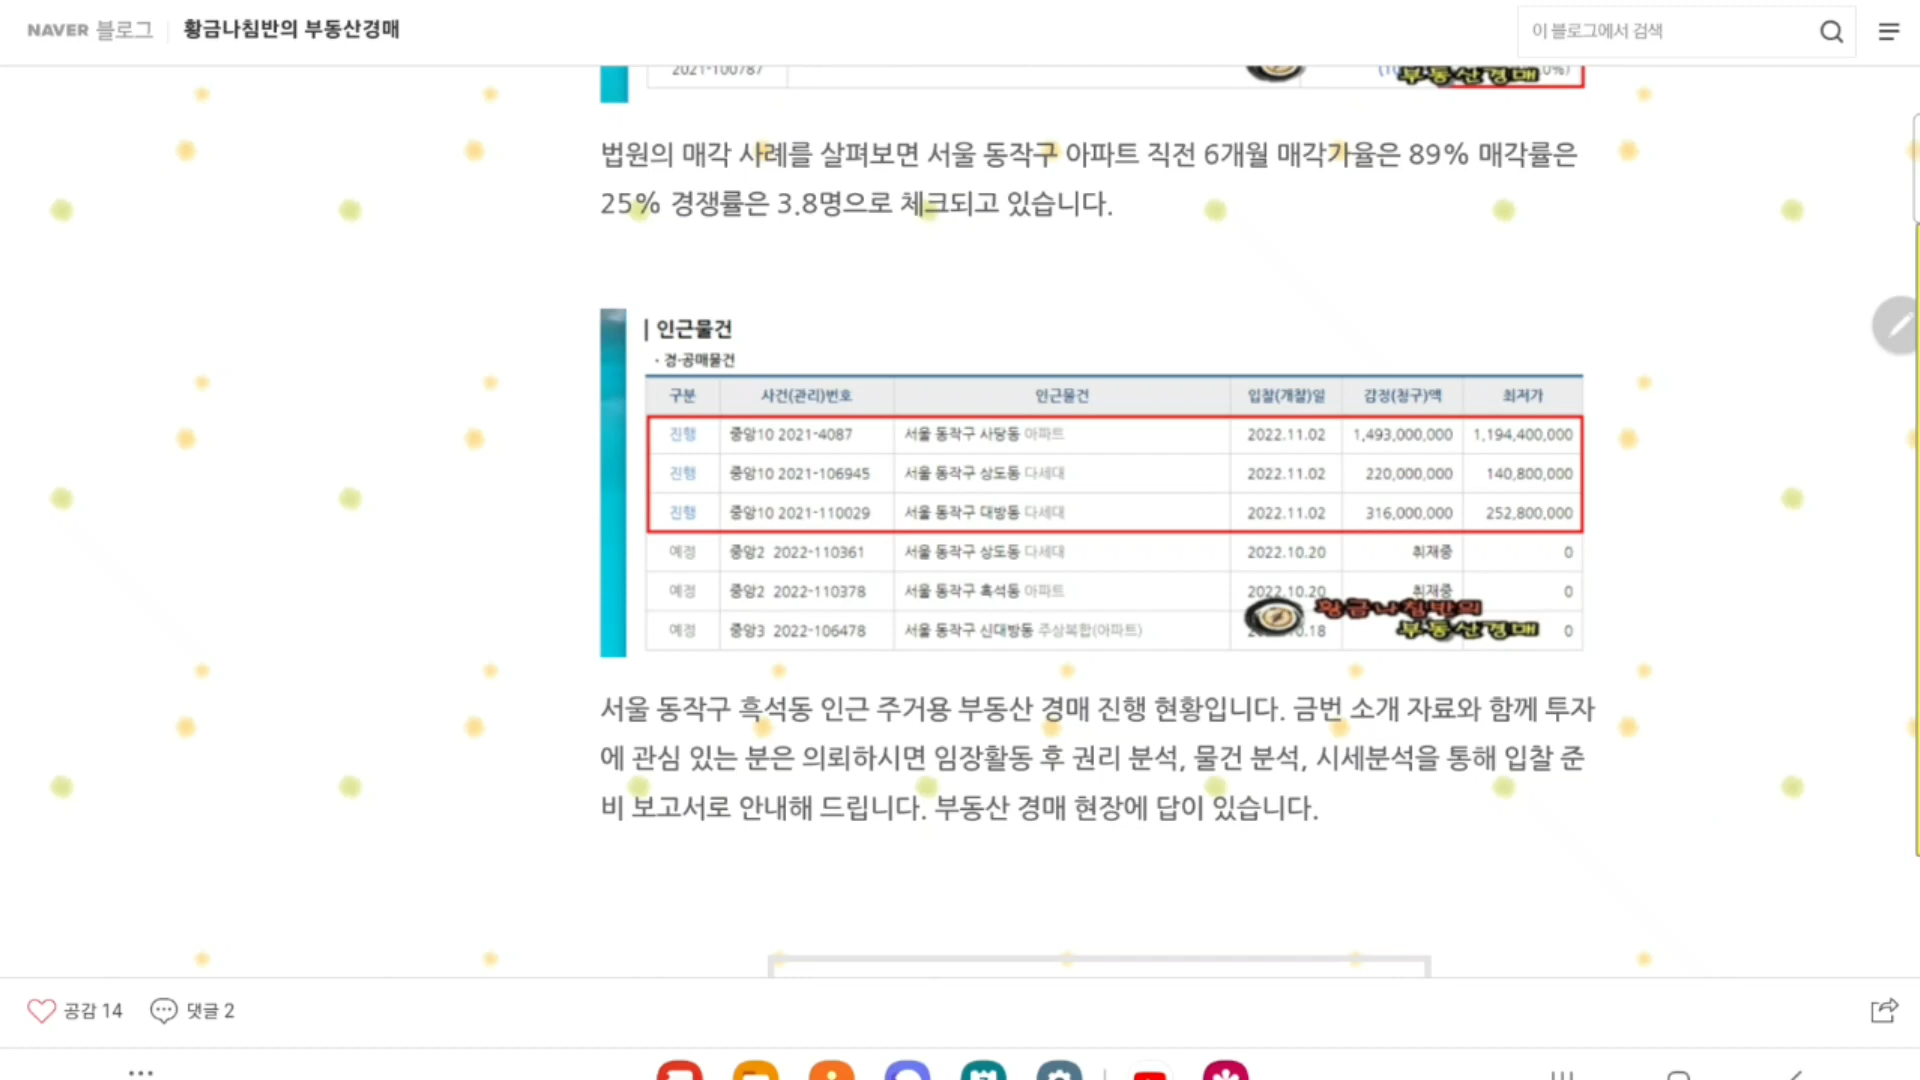 NAVER 블로그 황금나침반의 부동산경매
이 블로그에서 검색
2021-100787
부동산경매
법원의 매각 사례를 살펴보면 서울 동작구 아파트 직전 6개월 매각가율은 89% 매각률은
25% 경쟁률은 3.8명으로 체크되고 있습니다.
인근물건
· 경·공매물건
구분 사건(관리)번호 인근물건 입찰(개찰)일 감정(청구)액 최저가
진행 중앙10 2021-4087 서울 동작구 사당동 아파트 2022.11.02 1,493,000,000 1,194,400,000
진행 중앙10 2021-106945 서울 동작구 상도동 다세대 2022.11.02 220,000,000 140,800,000
진행 중앙10 2021-110029 서울 동작구 대방동 다세대 2022.11.02 316,000,000 252,800,000
예정 중앙2 2022-110361 서울 동작구 상도동 다세대 2022.10.20 취재중 0
예정 중앙2 2022-110378 서울 동작구 흑석동 아파트 2022.10.20 취재중 0
예정 중앙3 2022-106478 서울 동작구 신대방동 주상복합(아파트) 0
황금나침반의
부동산경매
서울 동작구 흑석동 인근 주거용 부동산 경매 진행 현황입니다. 금번 소개 자료와 함께 투자
에 관심 있는 분은 의뢰하시면 임장활동 후 권리 분석, 물건 분석, 시세분석을 통해 입찰 준
비 보고서로 안내해 드립니다. 부동산 경매 현장에 답이 있습니다.
공감 14 댓글 2